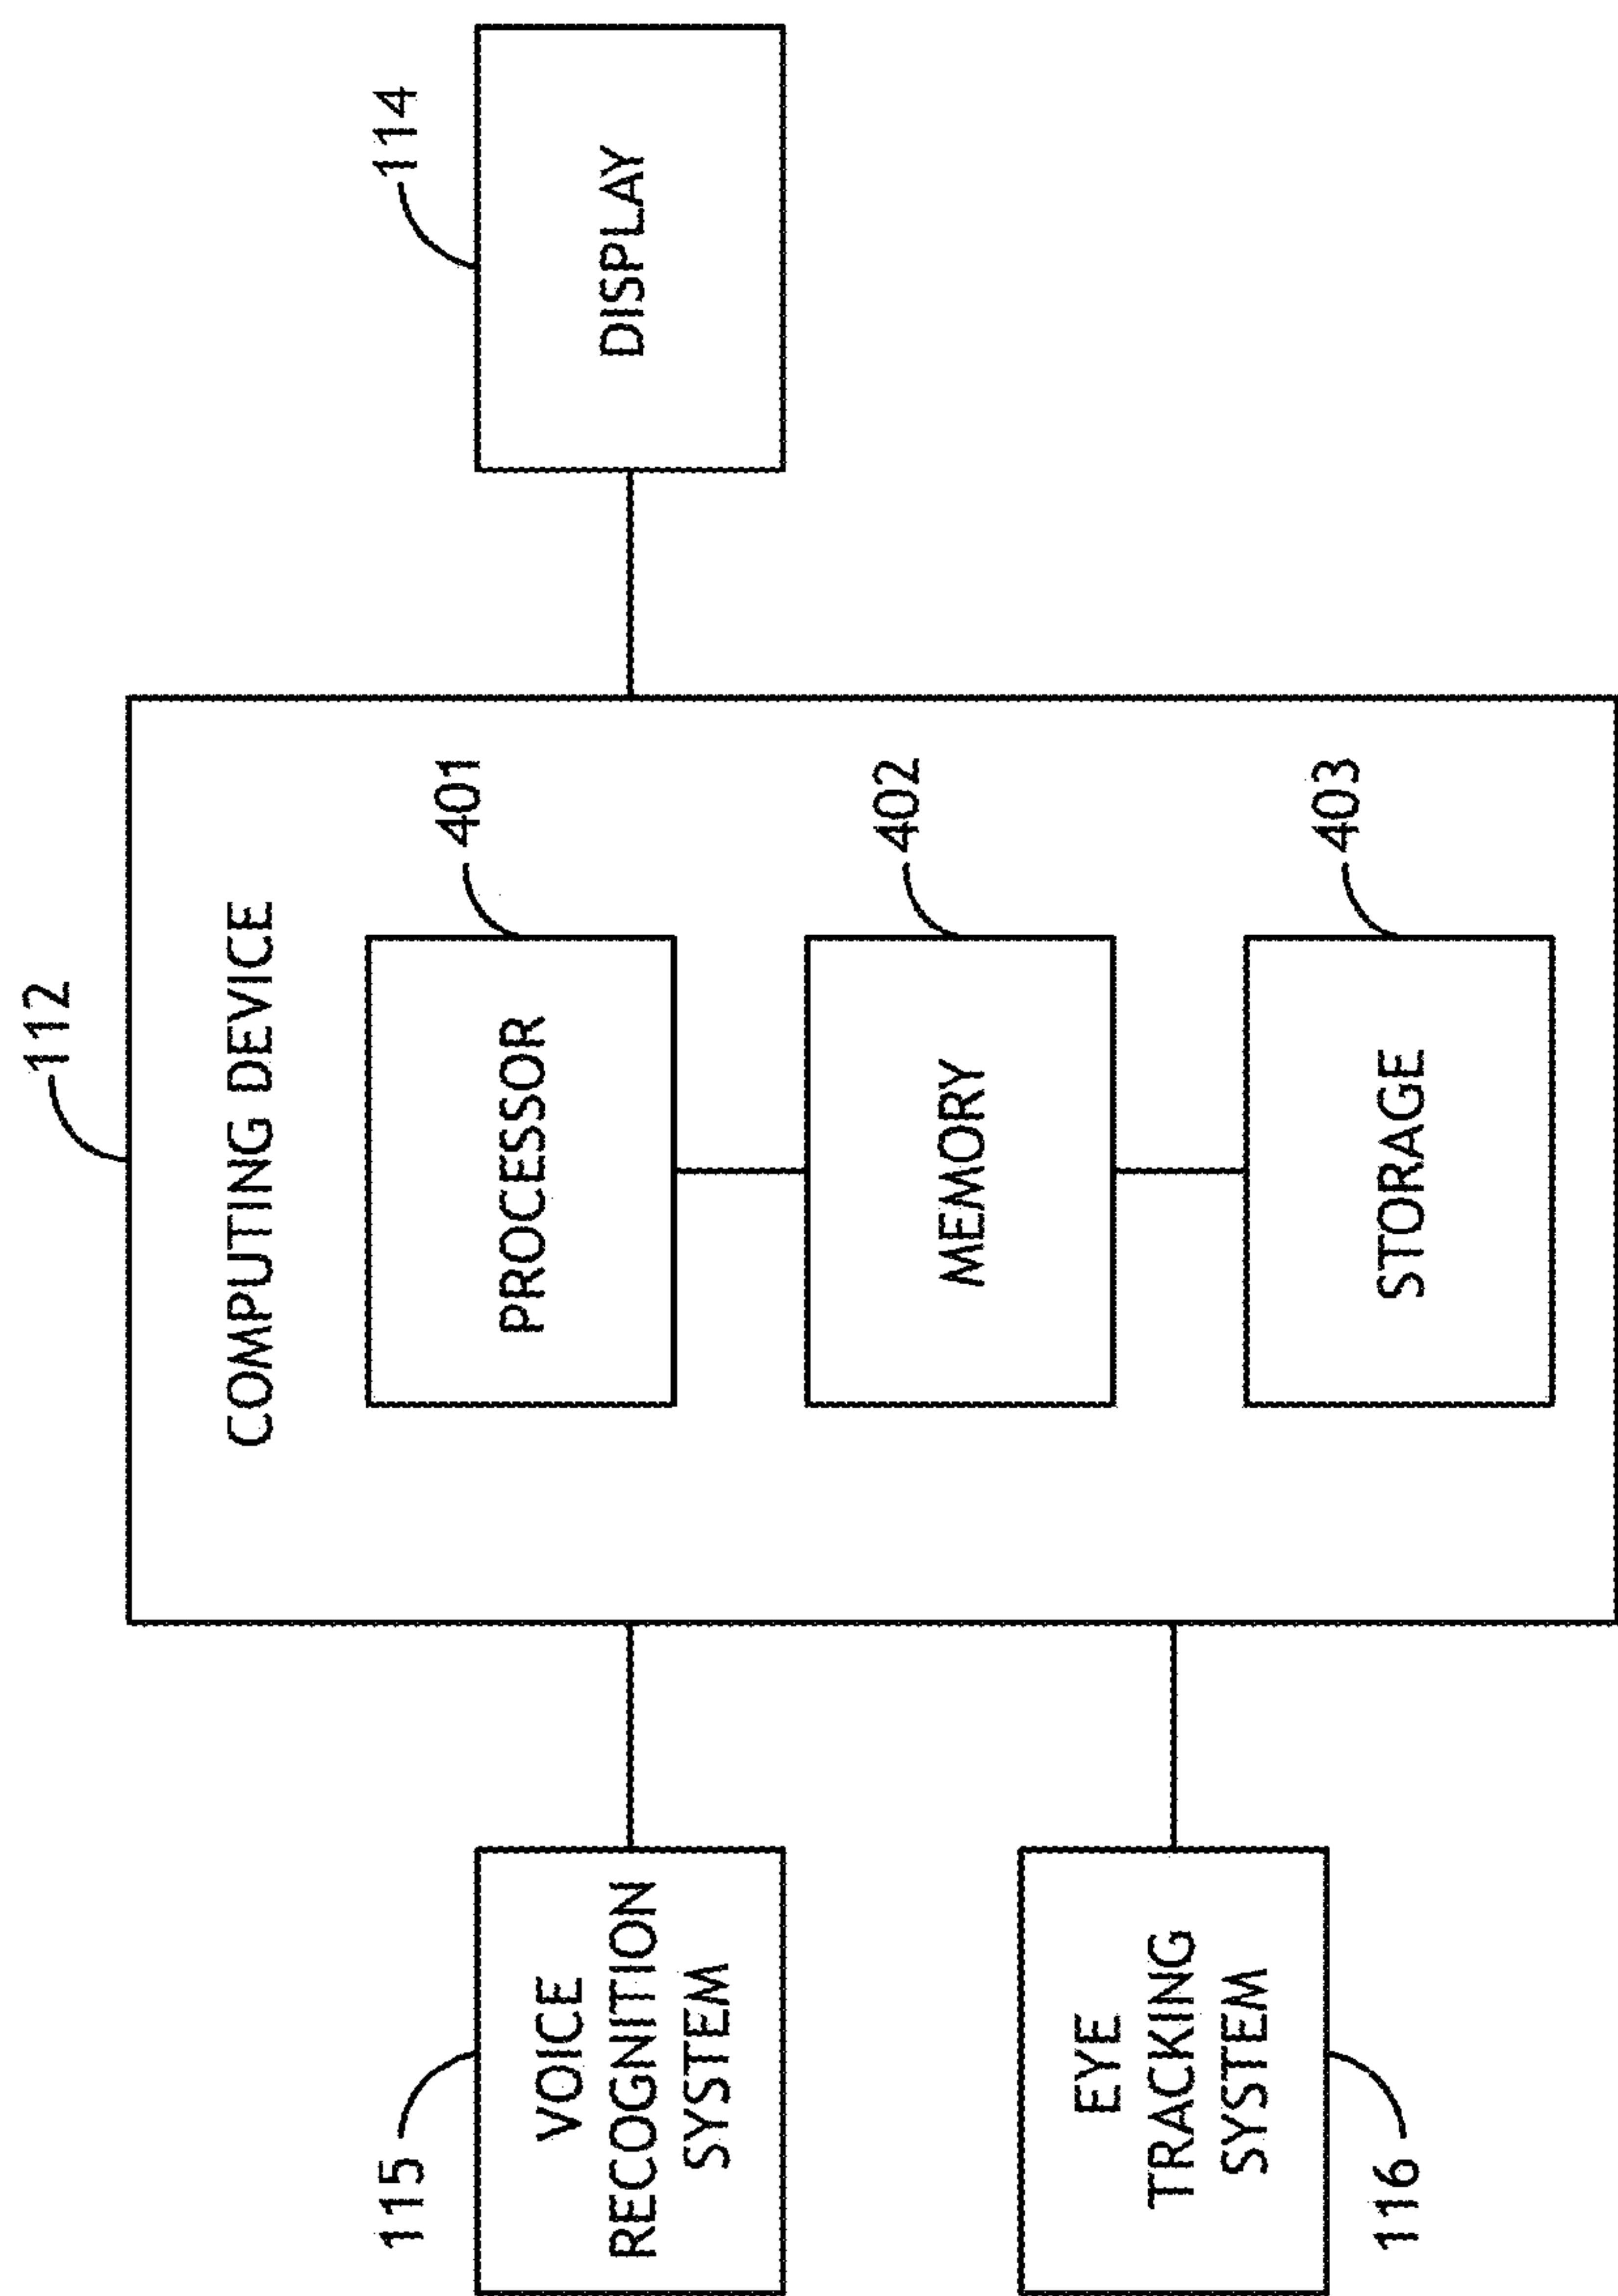 112
COMPUTING DEVICE
115
VOICE
RECOGNITION
SYSTEM
EYE
TRACKING
SYSTEM
116
PROCESSOR
401
MEMORY
402
STORAGE
403
114
DISPLAY